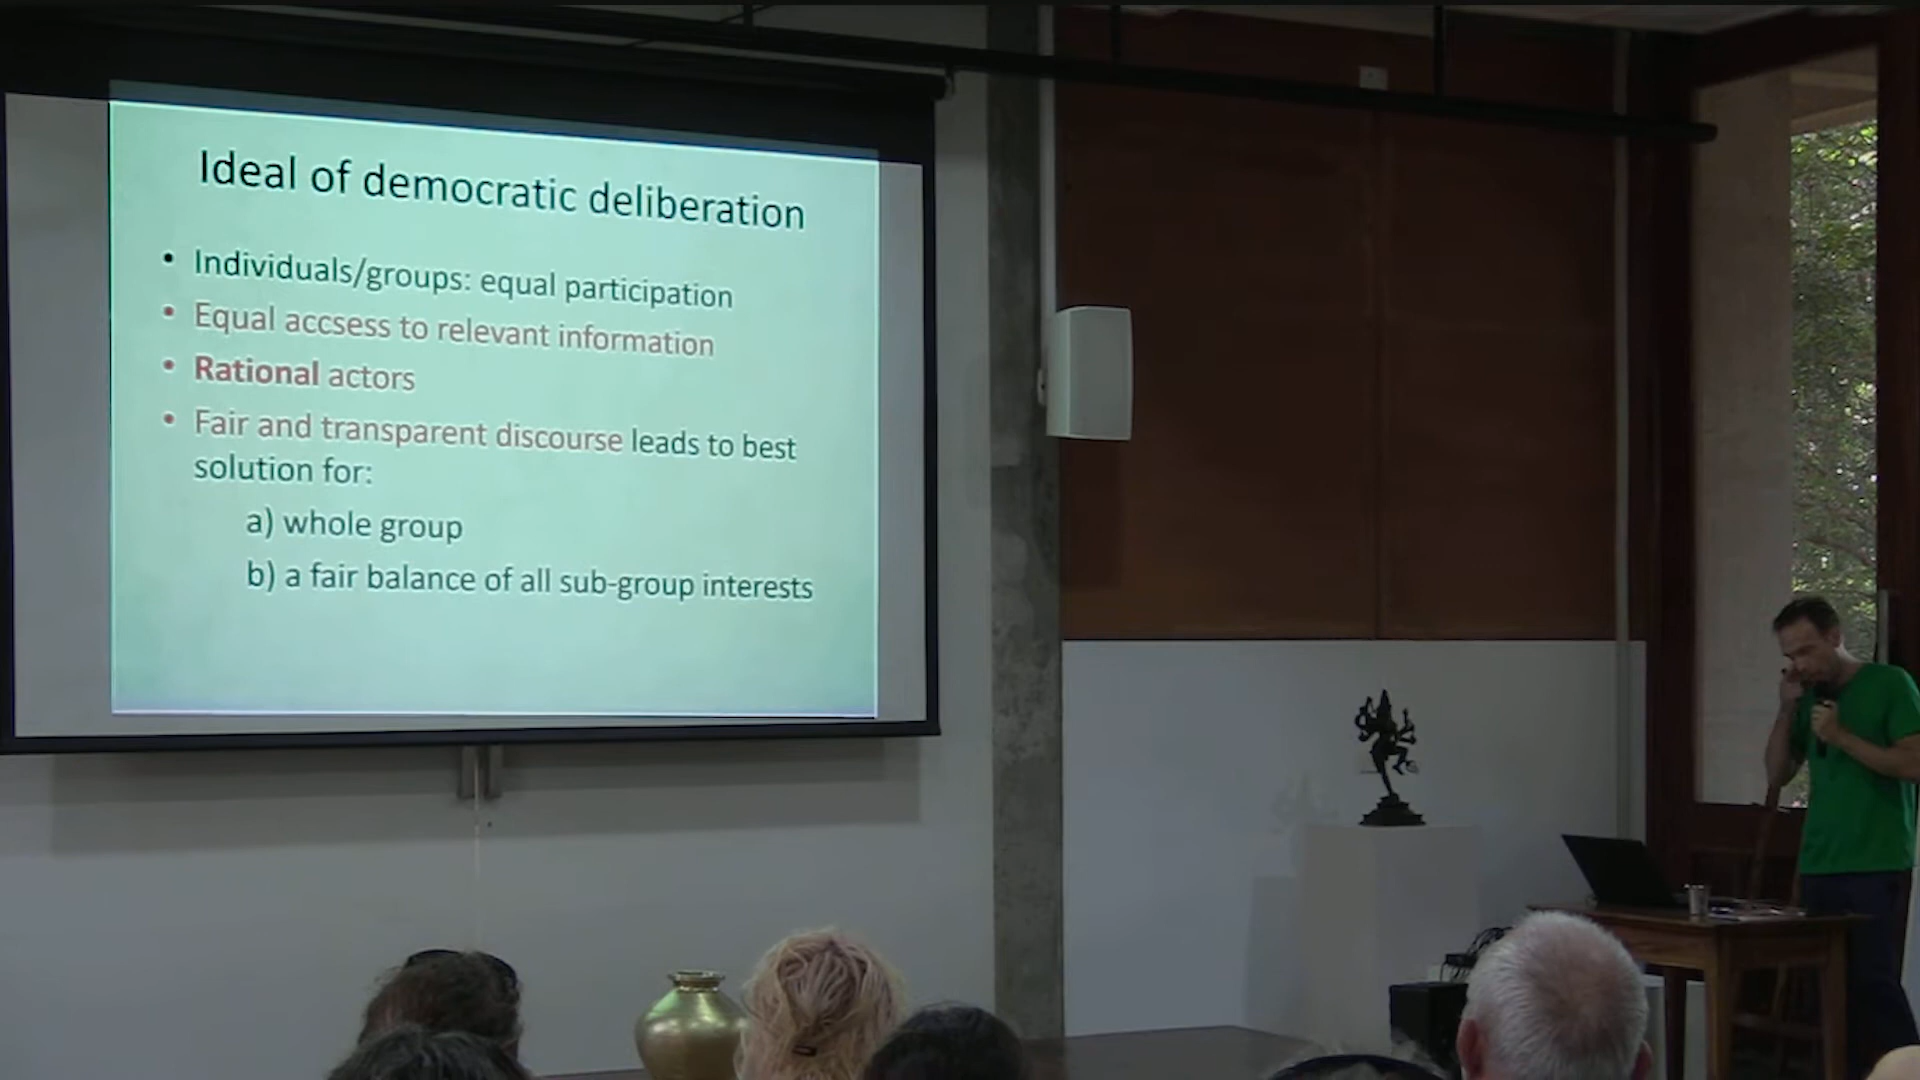 Ideal of democratic deliberation
• Individuals/groups: equal participation
• Equal accsess to relevant information
• Rational actors
• Fair and transparent discourse leads to best
solution for:
a) whole group
b) a fair balance of all sub-group interests